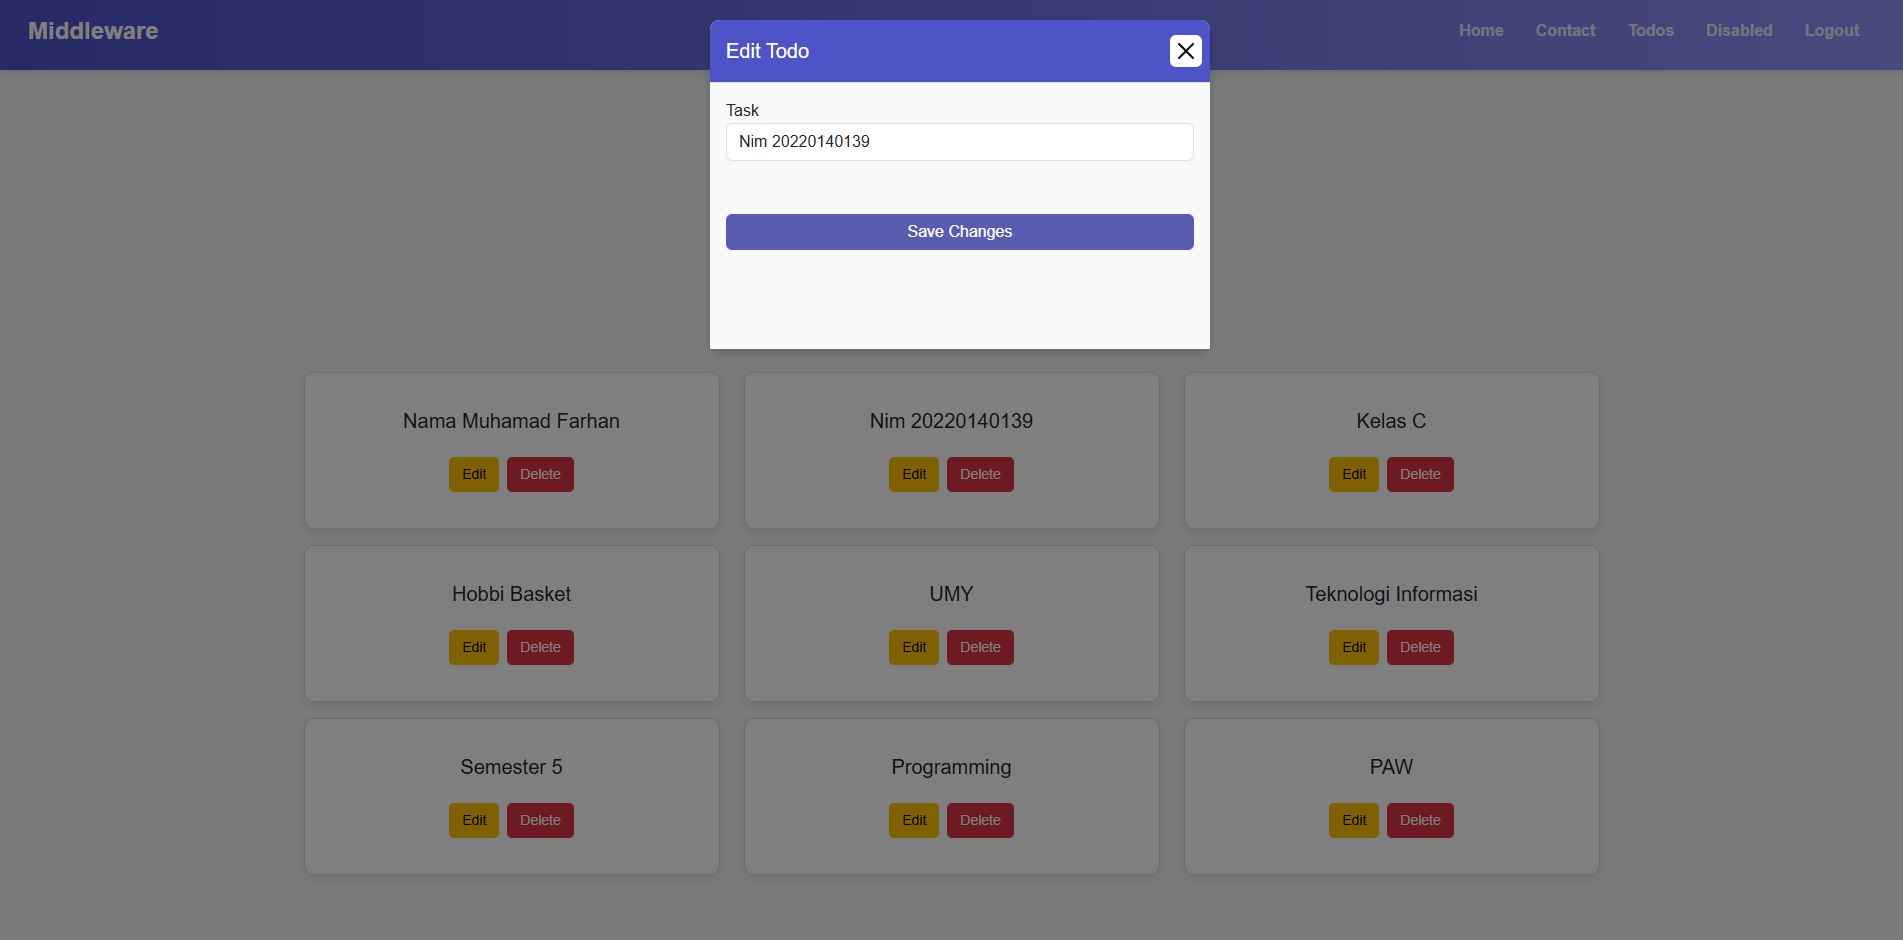 Middleware
Home Contact Todos Disabled Logout
Edit Todo
Task
Nim 20220140139
Save Changes
Nama Muhamad Farhan
Edit Delete
Nim 20220140139
Edit Delete
Kelas C
Edit Delete
Hobbi Basket
Edit Delete
UMY
Edit Delete
Teknologi Informasi
Edit Delete
Semester 5
Edit Delete
Programming
Edit Delete
PAW
Edit Delete